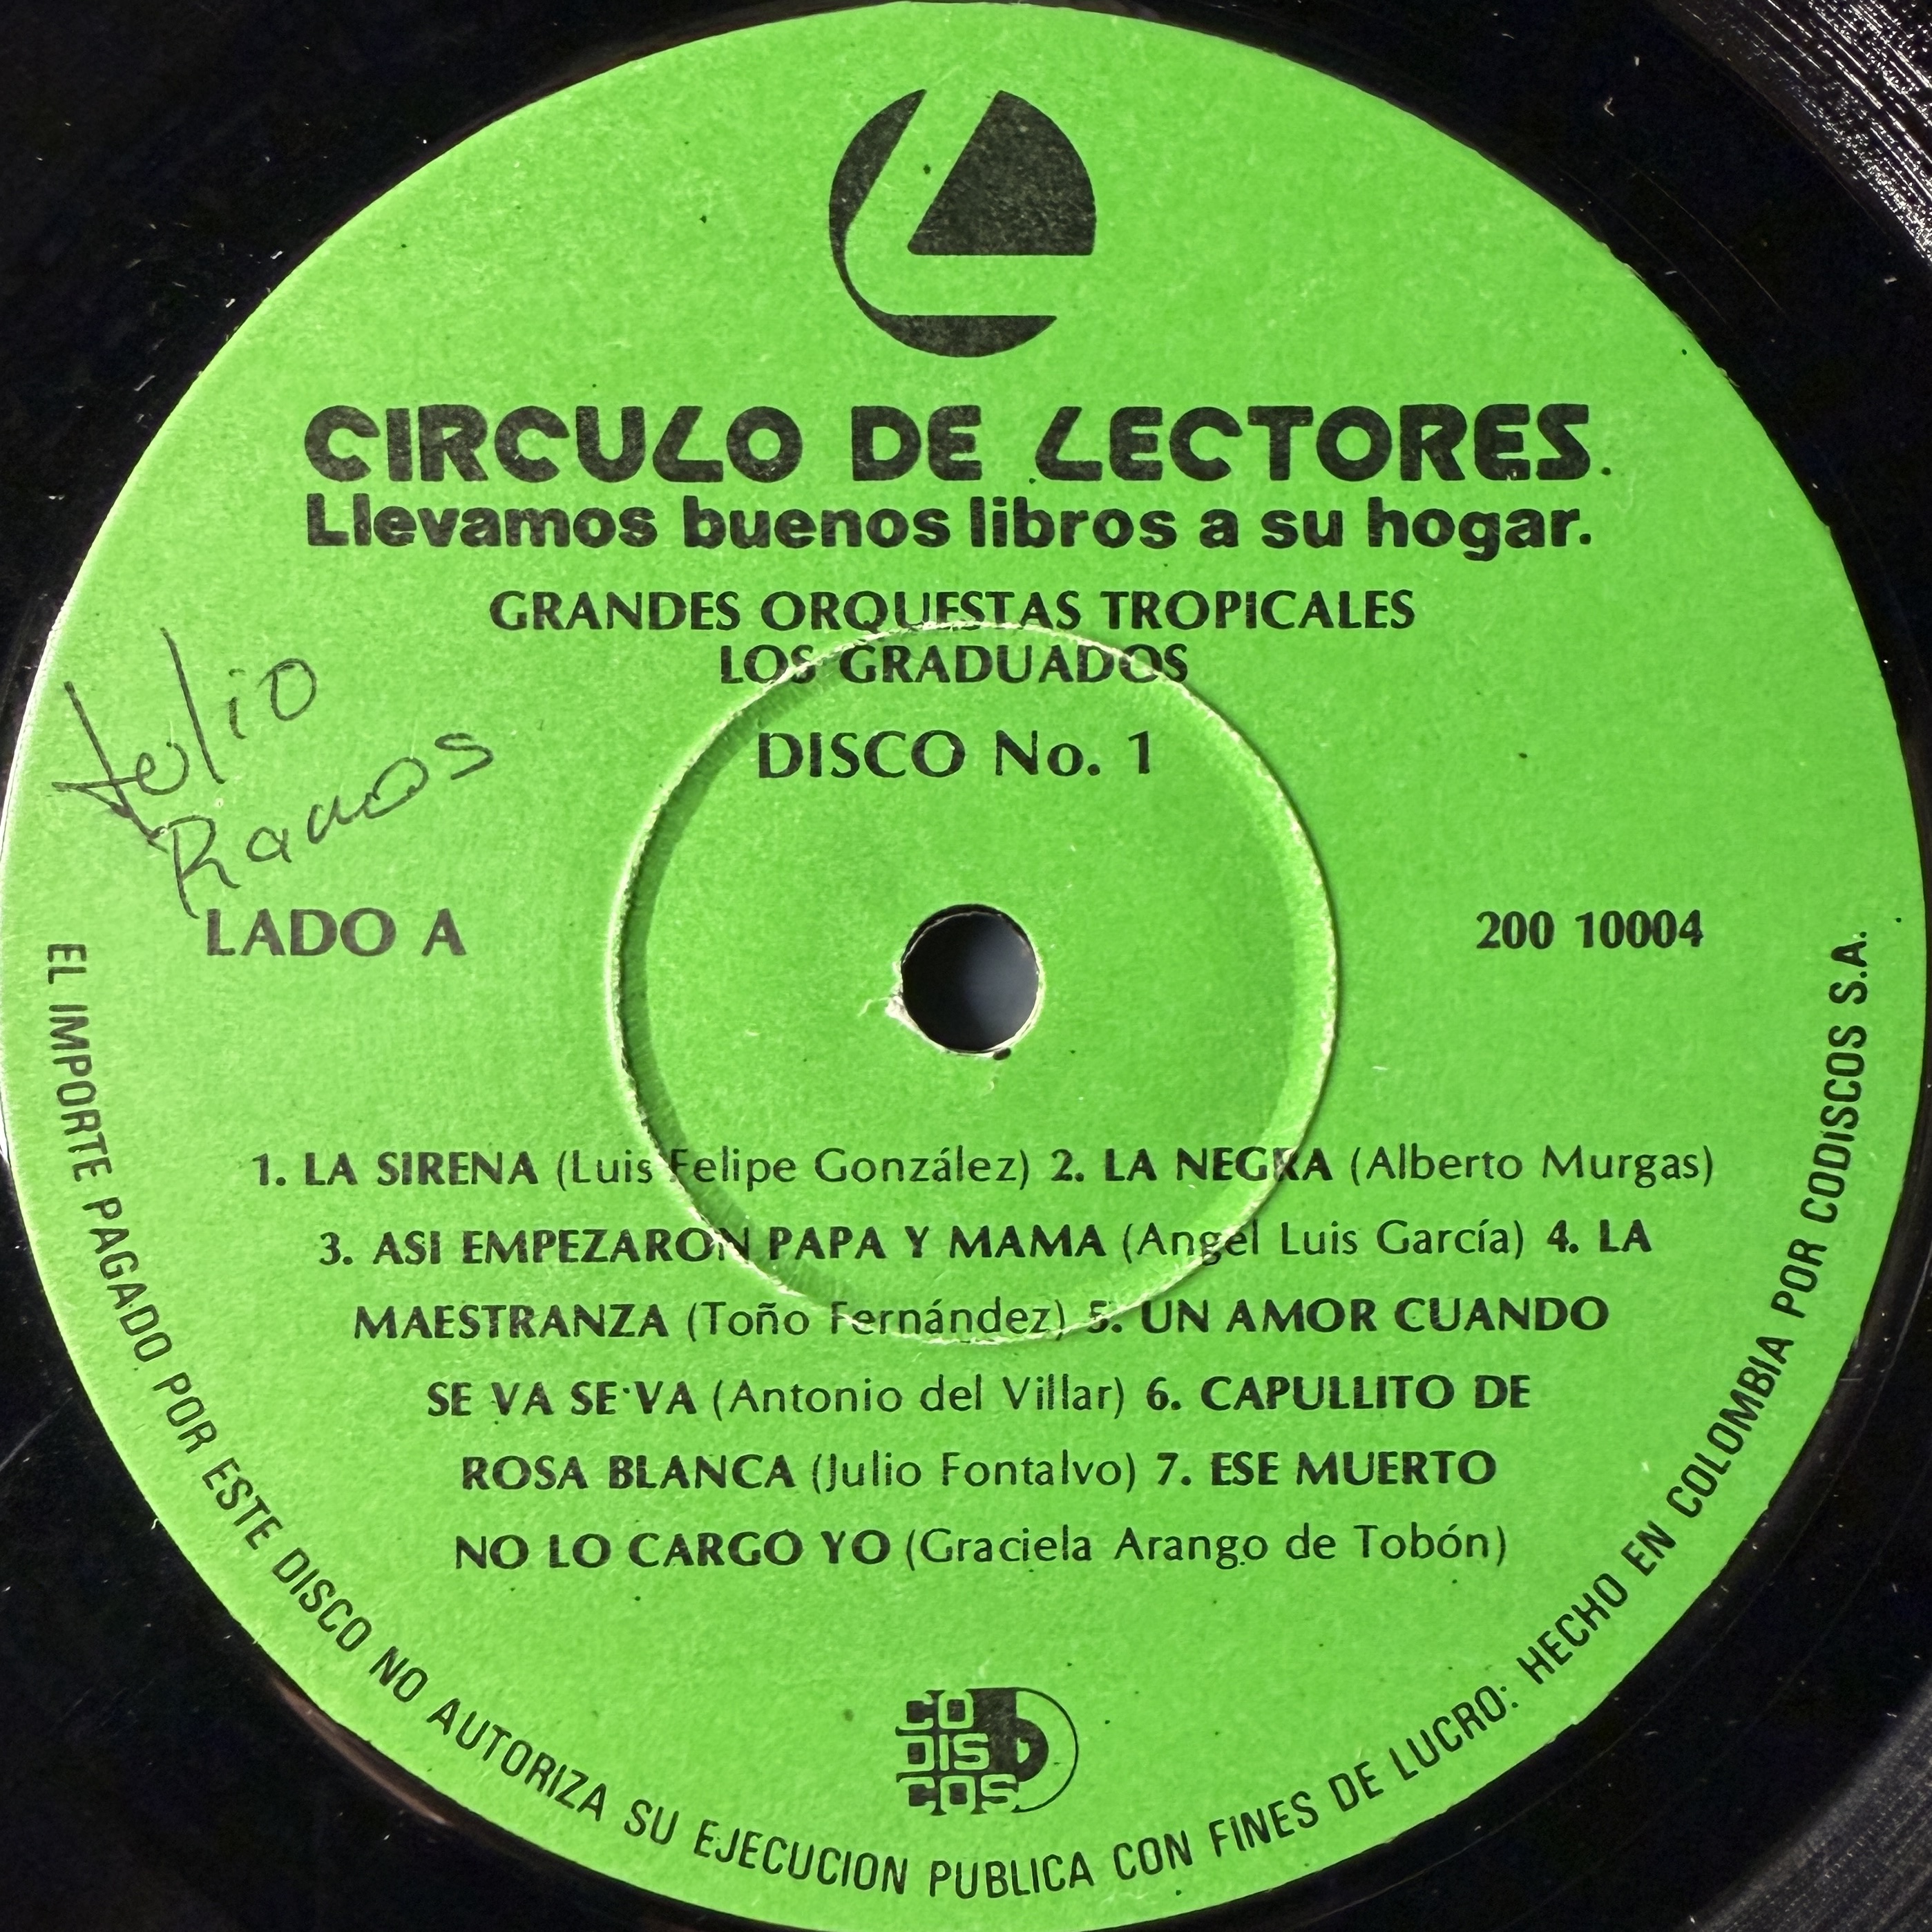 CIRCULO DE LECTORES.
Llevamos buenos libros a su hogar.
GRANDES ORQUESTAS TROPICALES
LOS GRADUADOS
DISCO No. 1
Julio
Ramos
LADO A
200 10004
1. LA SIRENA (Luis Felipe González) 2. LA NEGRA (Alberto Murgas)
3. ASI EMPEZARON PAPA Y MAMA (Angel Luis García) 4. LA
MAESTRANZA (Toño Fernández) 5. UN AMOR CUANDO
SE VA SE VA (Antonio del Villar) 6. CAPULLITO DE
ROSA BLANCA (Julio Fontalvo) 7. ESE MUERTO
NO LO CARGO YO (Graciela Arango de Tobón)
CO
DIS
COS
EL IMPORTE PAGADO POR ESTE DISCO NO AUTORIZA SU EJECUCION PUBLICA CON FINES DE LUCRO: HECHO EN COLOMBIA POR CODISCOS S.A.